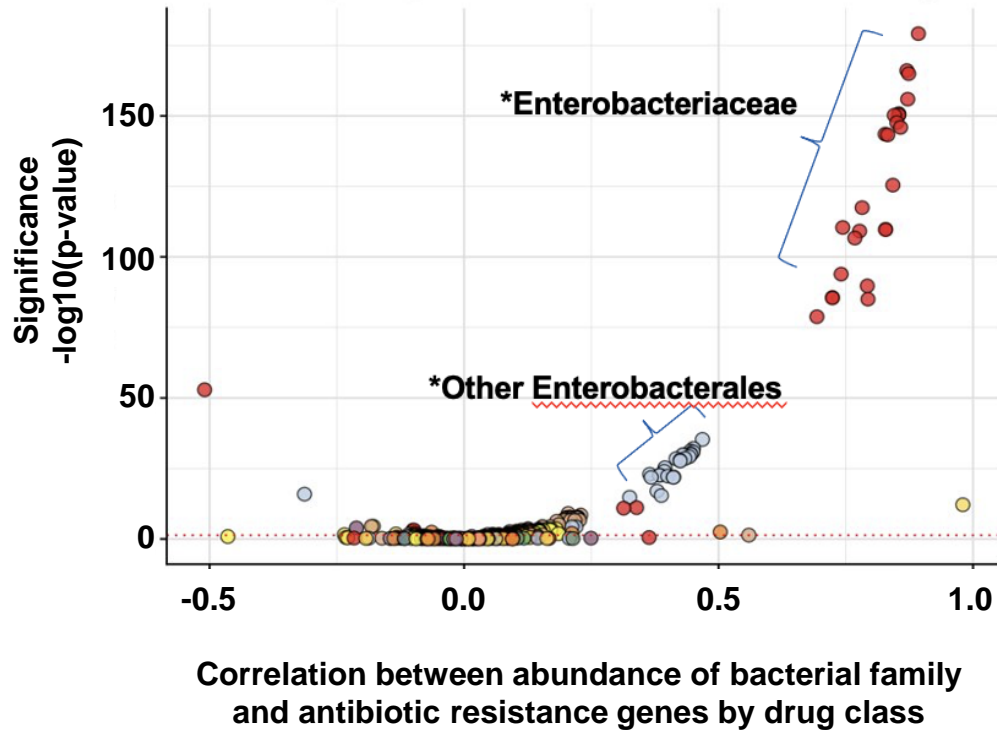 150
*Enterobacteriaceae
Significance
-log10(p-value)
100
*Other Enterobacterales
50
0
-0.5
0.0
0.5
1.0
Correlation between abundance of bacterial family
and antibiotic resistance genes by drug class